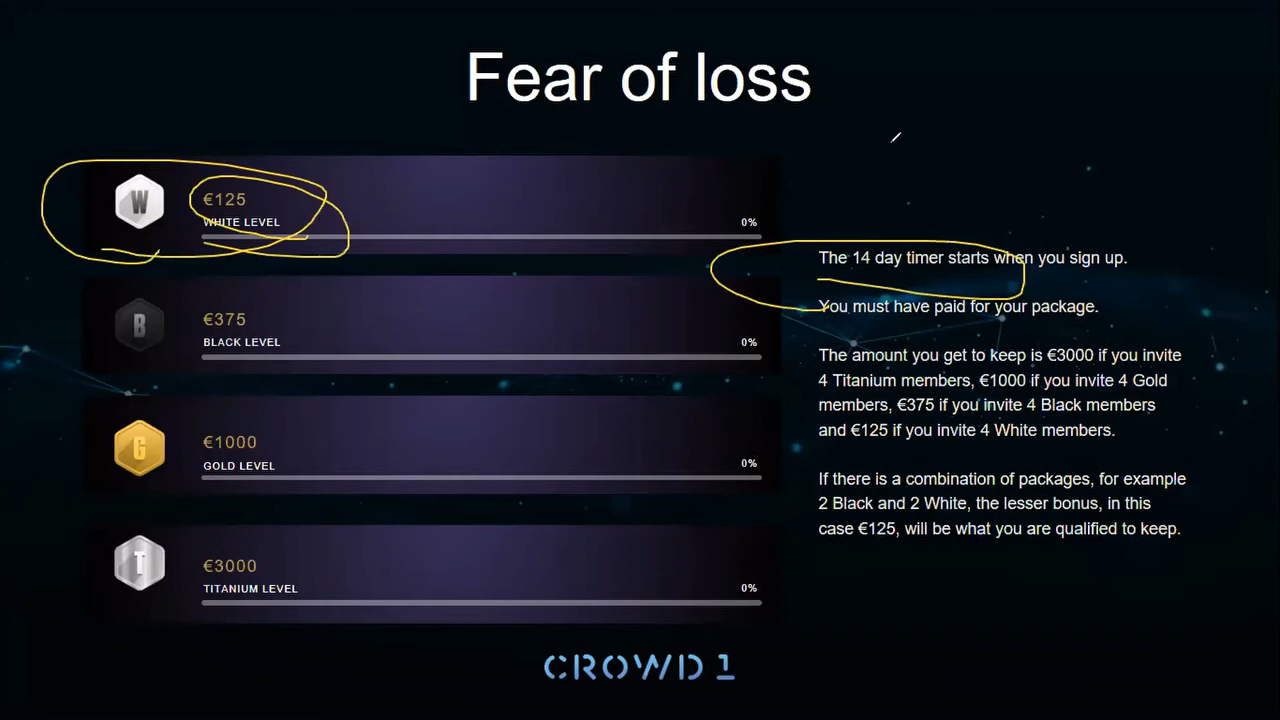 Fear of loss
W
€125
WHITE LEVEL
0%
B
€375
BLACK LEVEL
0%
G
€1000
GOLD LEVEL
0%
T
€3000
TITANIUM LEVEL
0%
The 14 day timer starts when you sign up.
You must have paid for your package.
The amount you get to keep is €3000 if you invite
4 Titanium members, €1000 if you invite 4 Gold
members, €375 if you invite 4 Black members
and €125 if you invite 4 White members.
If there is a combination of packages, for example
2 Black and 2 White, the lesser bonus, in this
case €125, will be what you are qualified to keep.
CROWD 1